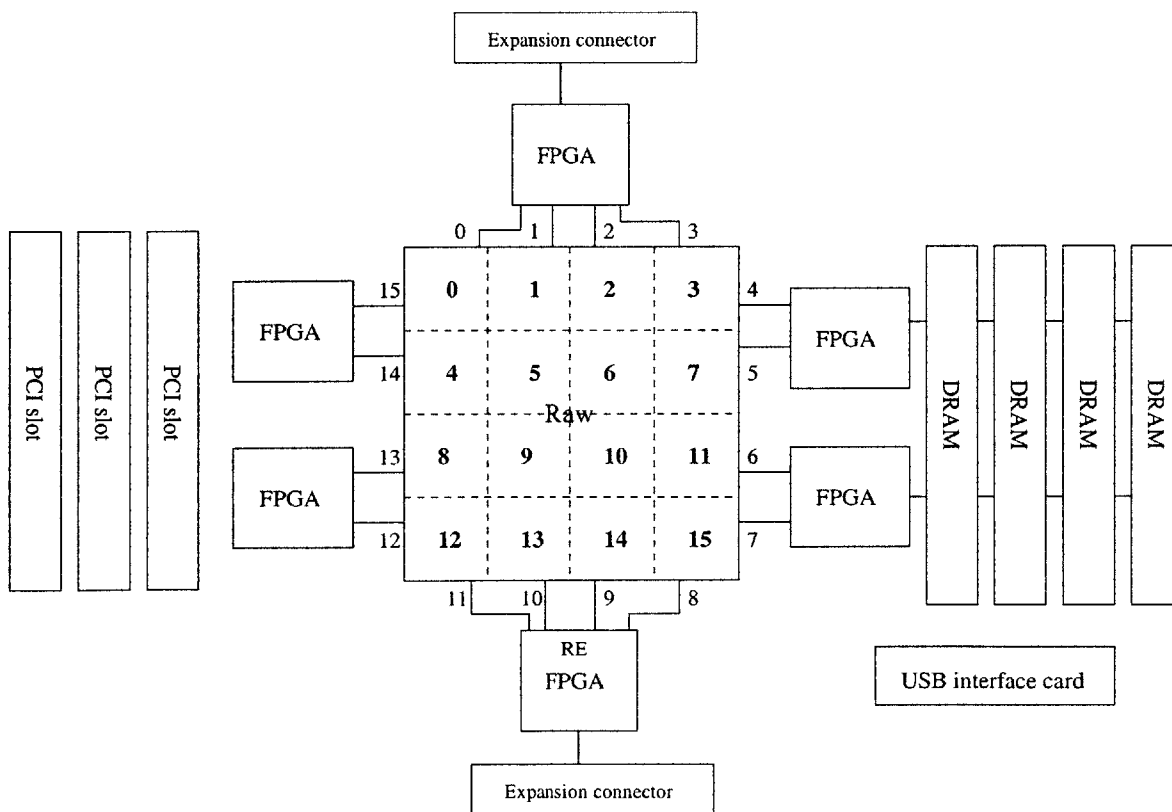 Expansion connector
FPGA
0 1 2 3
15 0 1 2 3 4
FPGA FPGA
14 4 5 6 7 5
Raw
PCI slot PCI slot PCI slot
DRAM DRAM DRAM DRAM
13 8 9 10 11 6
FPGA FPGA
12 12 13 14 15 7
11 10 9 8
RE
FPGA
USB interface card
Expansion connector